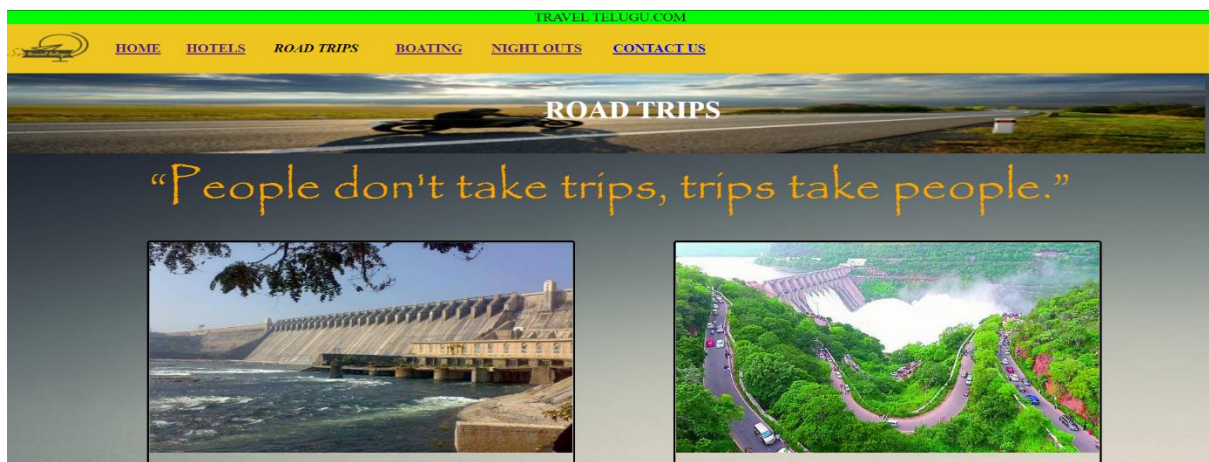 TRAVEL TELUGU.COM
HOME HOTELS ROAD TRIPS BOATING NIGHT OUTS CONTACT US
ROAD TRIPS
“People don't take trips, trips take people.”